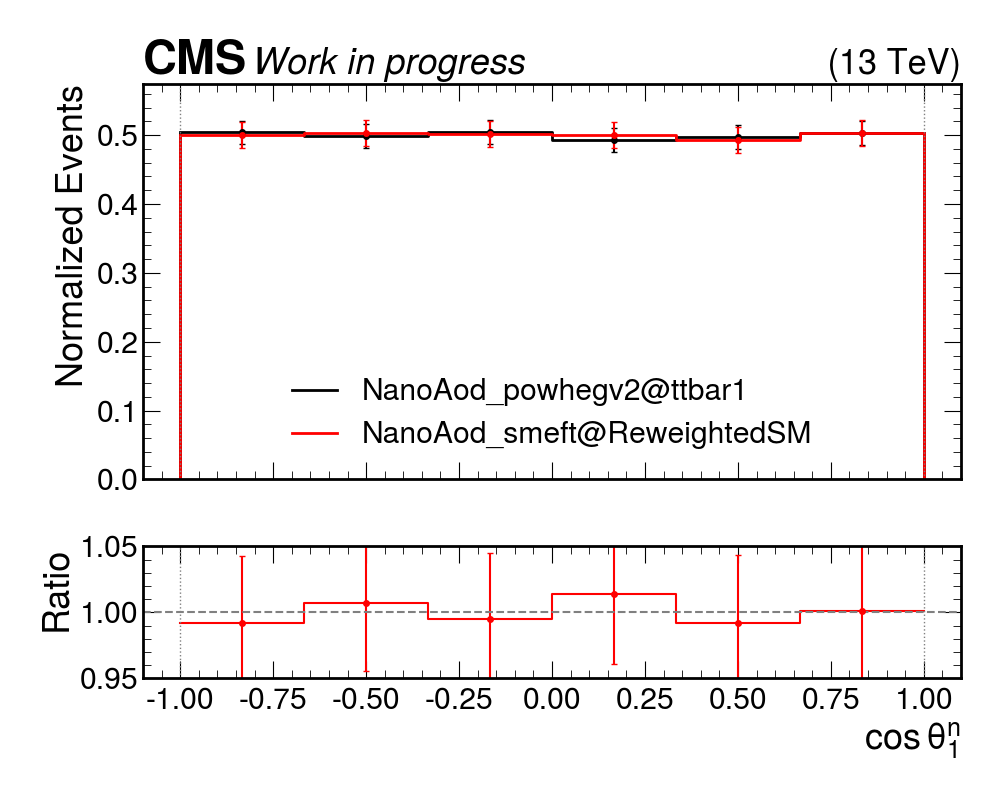 CMS Work in progress (13 TeV)
Normalized Events
0.5
0.4
0.3
0.2
0.1
0.0
NanoAod_powhegv2@ttbar1
NanoAod_smeft@ReweightedSM
Ratio
1.05
1.00
0.95
-1.00 -0.75 -0.50 -0.25 0.00 0.25 0.50 0.75 1.00
cos θ₁ⁿ